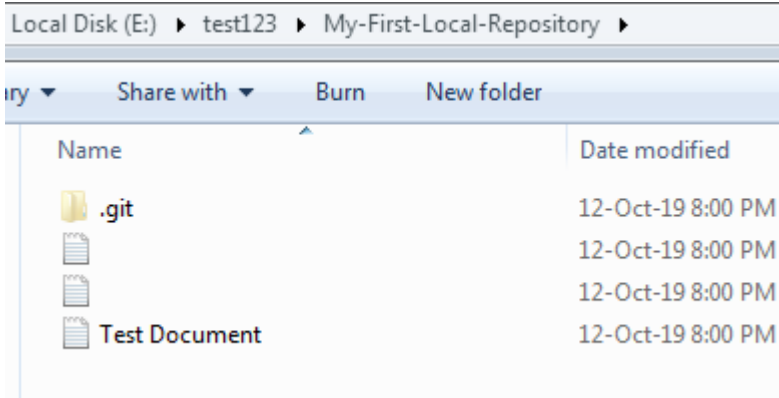 Local Disk (E:) ▸ test123 ▸ My-First-Local-Repository ▸
ary ▾ Share with ▾ Burn New folder
Name Date modified
.git 12-Oct-19 8:00 PM
12-Oct-19 8:00 PM
12-Oct-19 8:00 PM
Test Document 12-Oct-19 8:00 PM